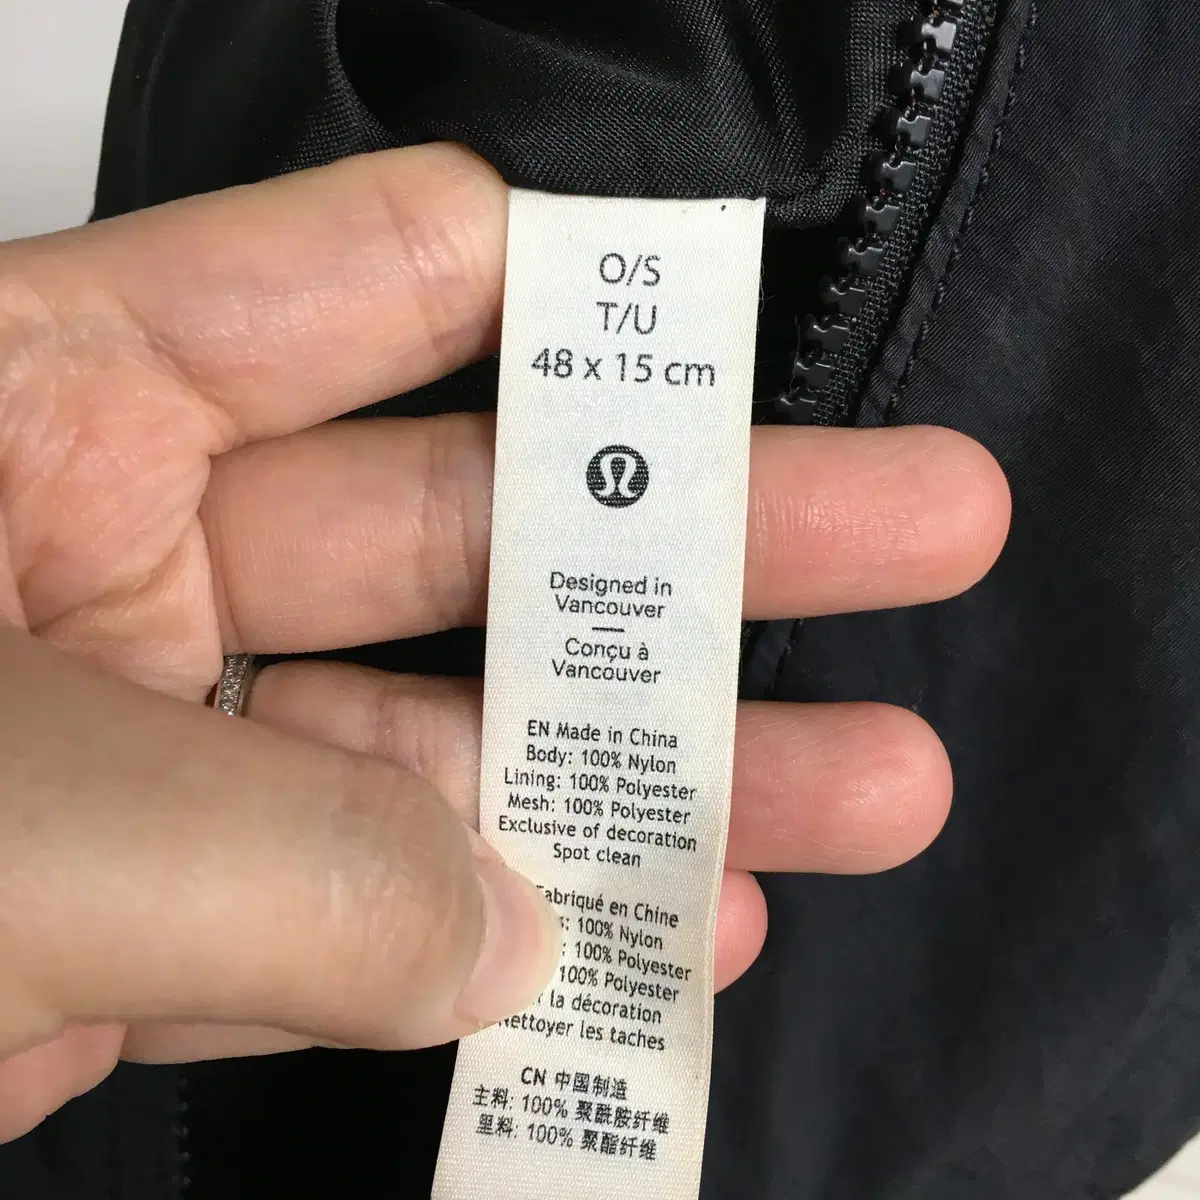 O/S
T/U
48 x 15 cm
Designed in
Vancouver
Conçu à
Vancouver
EN Made in China
Body: 100% Nylon
Lining: 100% Polyester
Mesh: 100% Polyester
Exclusive of decoration
Spot clean
Fabriqué en Chine
: 100% Nylon
: 100% Polyester
100% Polyester
la décoration
Nettoyer les taches
CN 中国制造
主料: 100% 聚酰胺纤维
里料: 100% 聚酯纤维